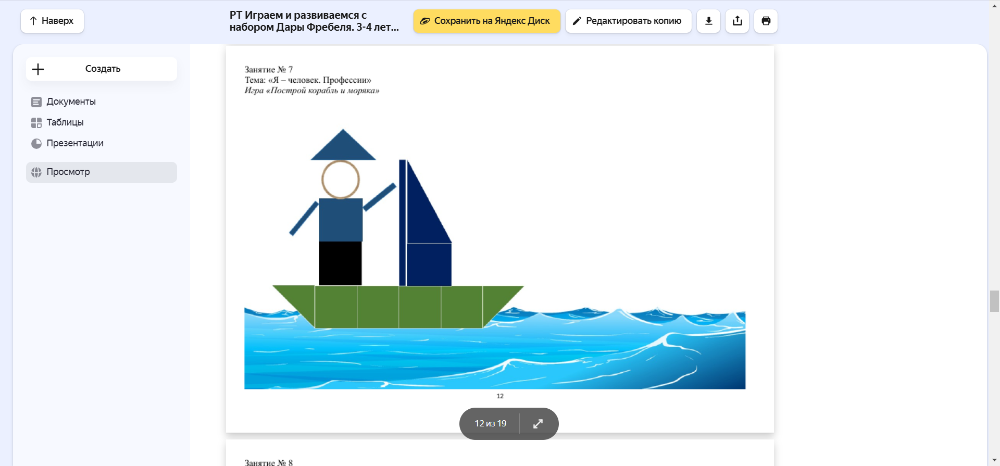 Наверх
РТ Играем и развиваемся с
набором Дары Фребеля. 3-4 лет...
Сохранить на Яндекс Диск
Редактировать копию
Создать
Документы
Таблицы
Презентации
Просмотр
Занятие № 7
Тема: «Я – человек. Профессии»
Игра «Построй корабль и моряка»
12
12 из 19
Занятие № 8